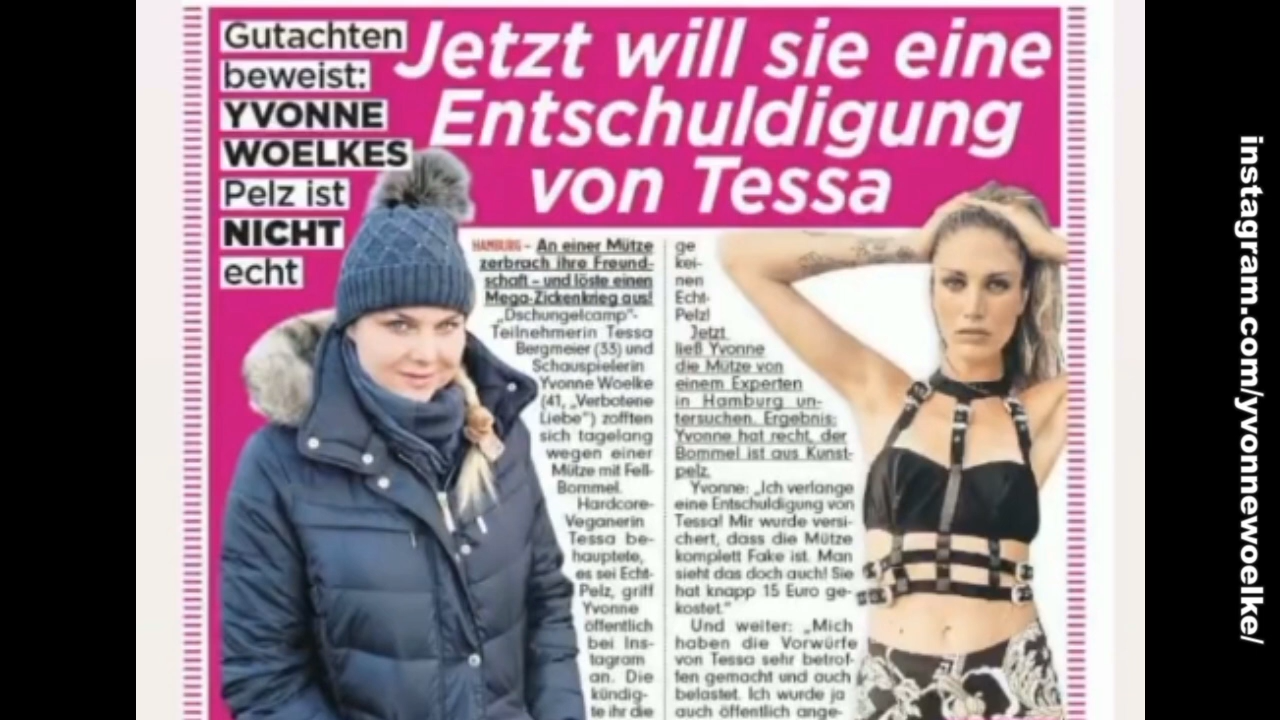 Gutachten
beweist:
YVONNE
WOELKES
Pelz ist
NICHT
echt
Jetzt will sie eine
Entschuldigung
von Tessa
HAMBURG – An einer Mütze
zerbrach ihre Freund-
schaft – und löste einen
Mega-Zickenkrieg aus!
„Dschungelcamp“-
Teilnehmerin Tessa
Bergmeier (33) und
Schauspielerin
Yvonne Woelke
(41, „Verbotene
Liebe“) zofften
sich tagelang
wegen einer
Mütze mit Fell-
Bommel.
Hardcore-
Veganerin
Tessa be-
hauptete,
es sei Echt-
Pelz, griff
Yvonne
öffentlich
bei Ins-
tagram
an. Die
kündig-
te ihr die
ge
kei-
nen
Echt-
Pelz!
Jetzt
ließ Yvonne
die Mütze von
einem Experten
in Hamburg un-
tersuchen. Ergebnis:
Yvonne hat recht, der
Bommel ist aus Kunst-
pelz.
Yvonne: „Ich verlange
eine Entschuldigung von
Tessa! Mir wurde versi-
chert, dass die Mütze
komplett Fake ist. Man
sieht das doch auch! Sie
hat knapp 15 Euro ge-
kostet.“
Und weiter: „Mich
haben die Vorwürfe
von Tessa sehr betrof-
fen gemacht und auch
belastet. Ich wurde ja
auch öffentlich ange-
instagram.com/yvonnewoelke/